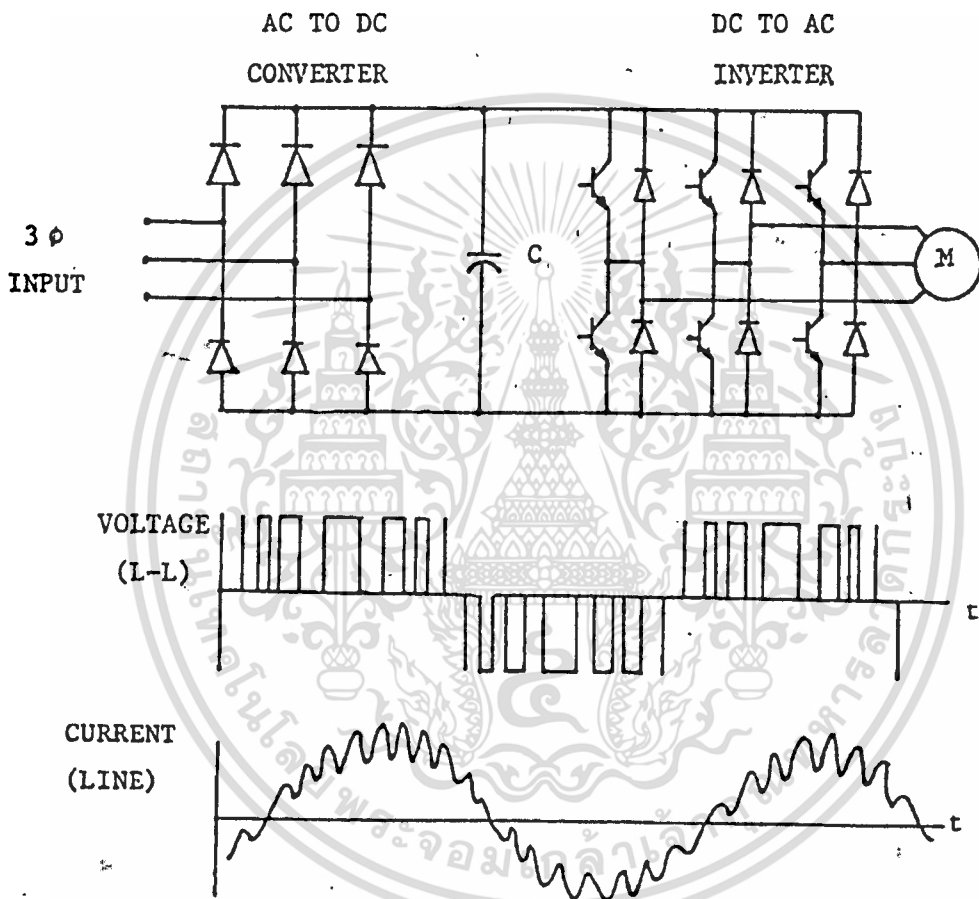 AC TO DC
CONVERTER
DC TO AC
INVERTER
3 φ
INPUT
C
M
VOLTAGE
(L-L)
t
CURRENT
(LINE)
t